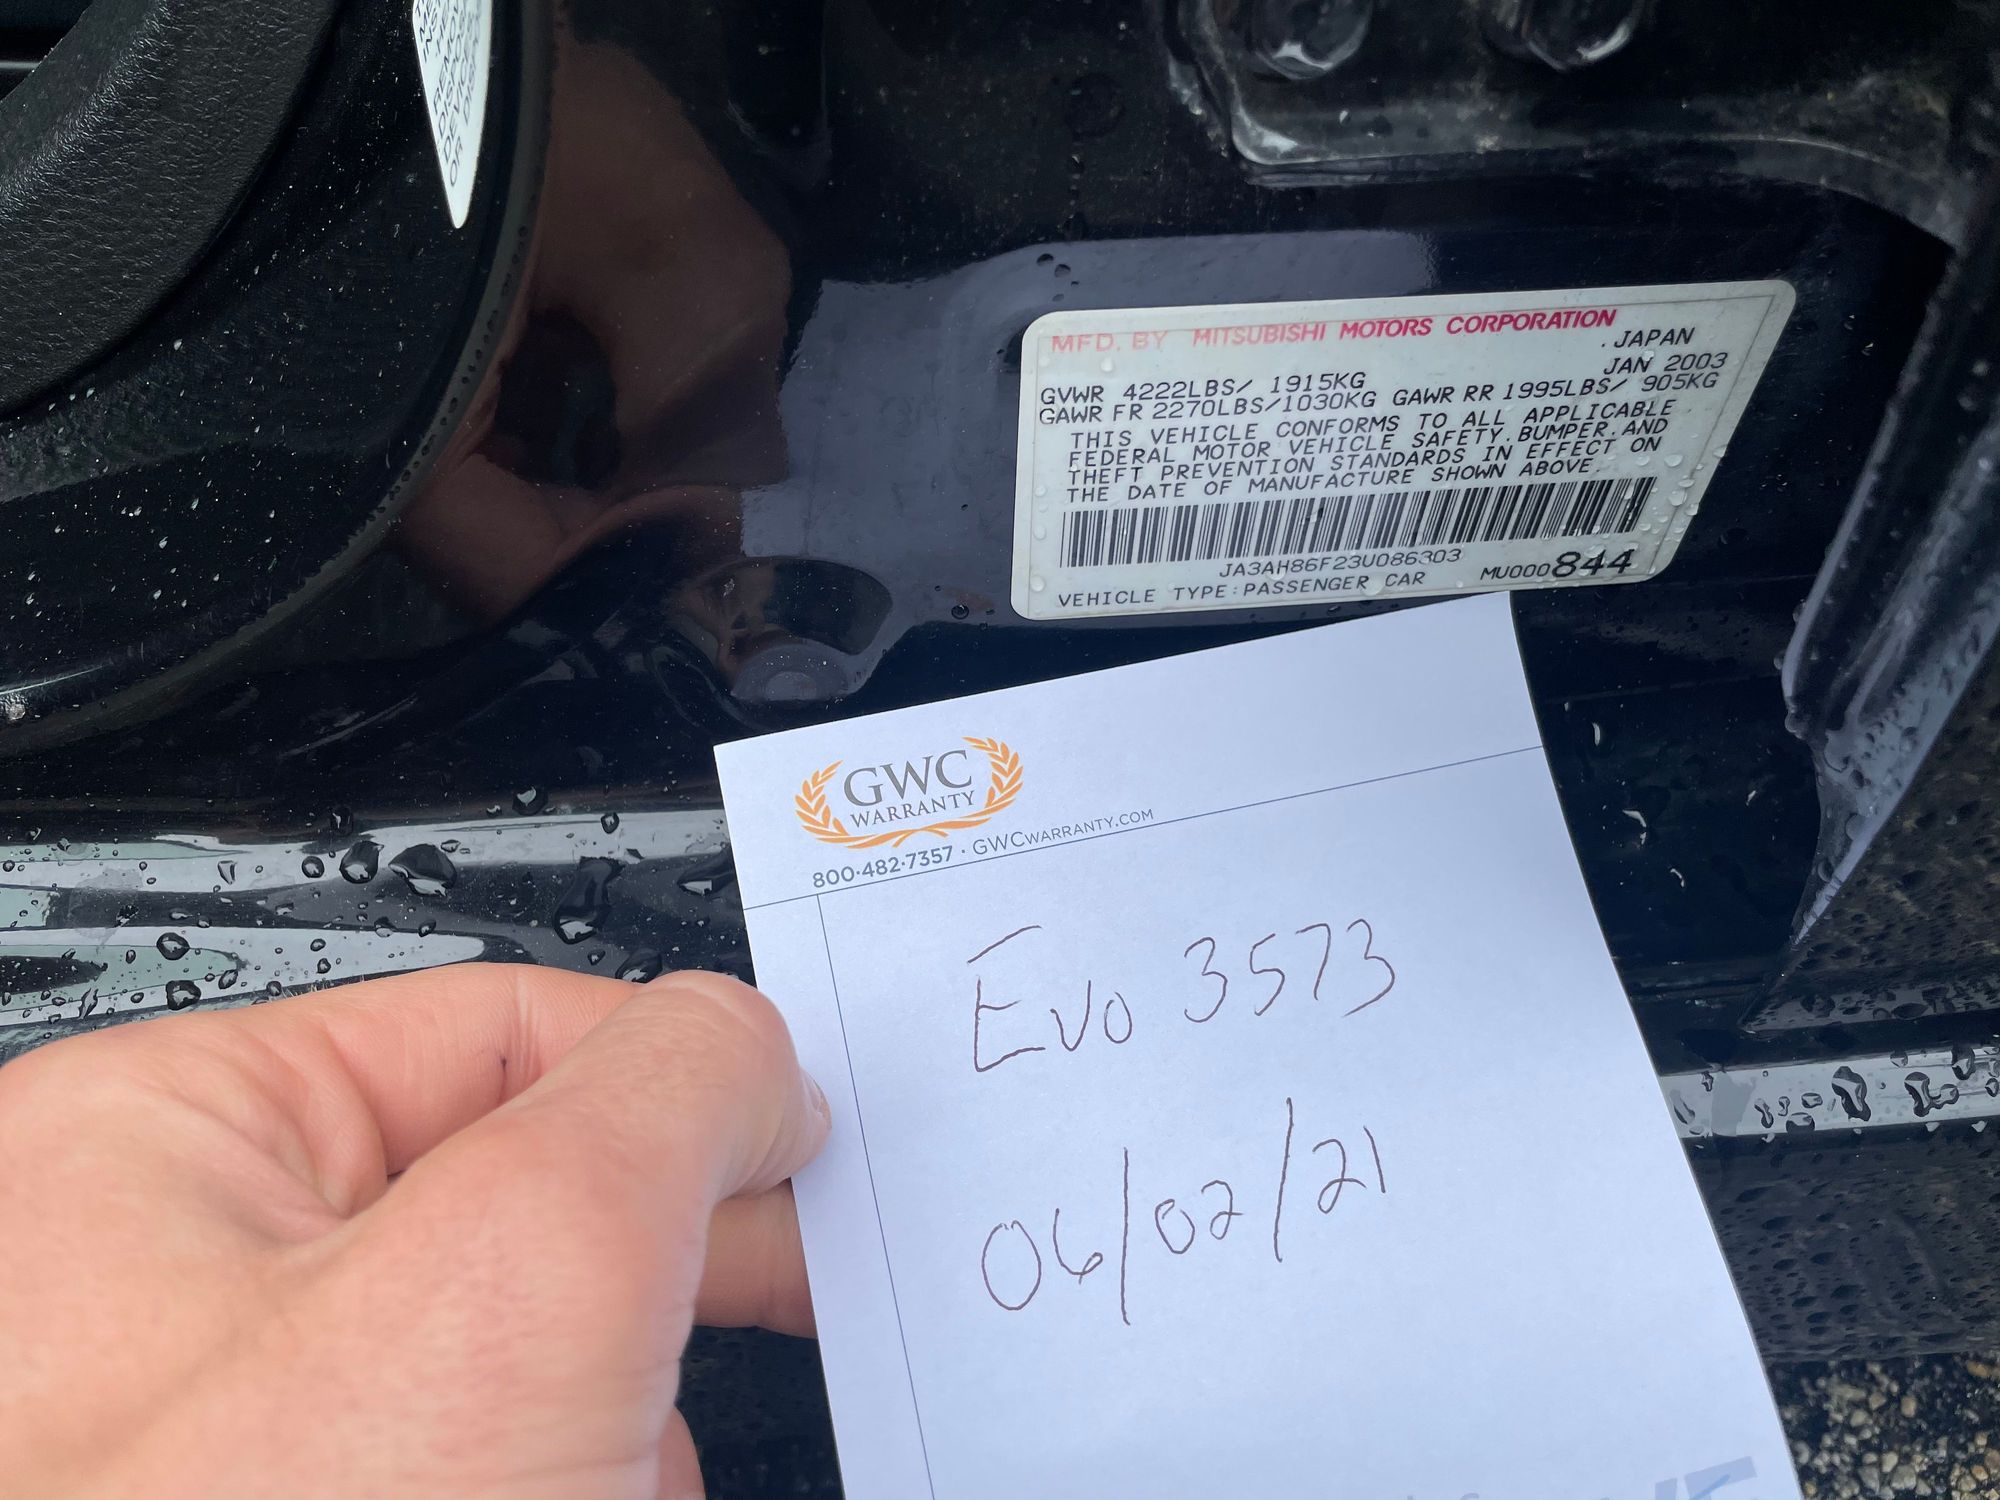 MFD. BY MITSUBISHI MOTORS CORPORATION
. JAPAN
JAN 2003
GVWR 4222LBS/ 1915KG
GAWR FR 2270LBS/1030KG GAWR RR 1995LBS/ 905KG
THIS VEHICLE CONFORMS TO ALL APPLICABLE
FEDERAL MOTOR VEHICLE SAFETY, BUMPER, AND
THEFT PREVENTION STANDARDS IN EFFECT ON
THE DATE OF MANUFACTURE SHOWN ABOVE.
JA3AH86F23U086303
VEHICLE TYPE:PASSENGER CAR MU000844
GWC
WARRANTY
800·482·7357 · GWCWARRANTY.COM
Evo 3573
06/02/21